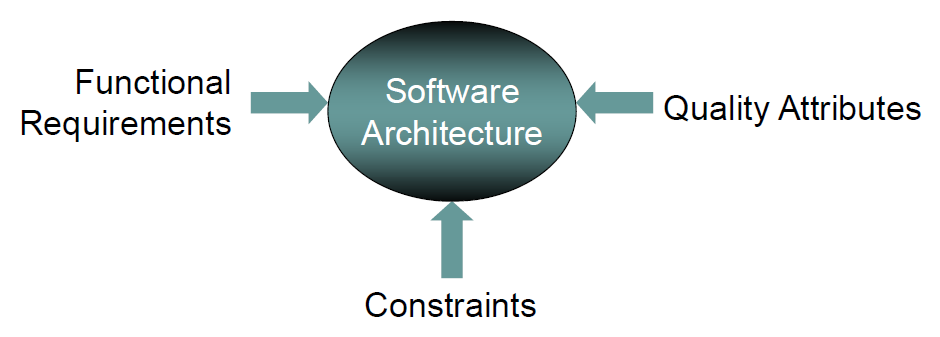 Functional
Requirements
Software
Architecture
Quality Attributes
Constraints